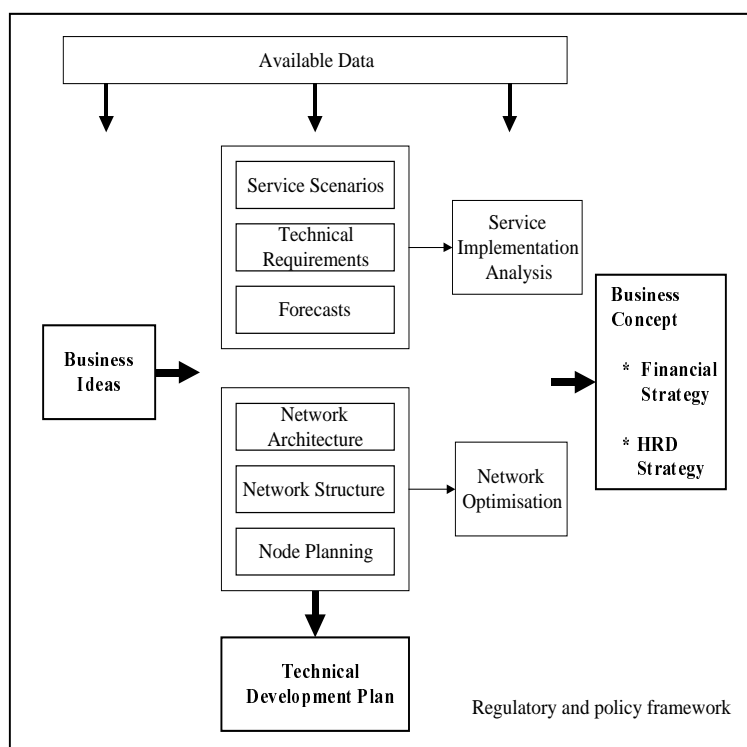 Available Data
Service Scenarios
Technical
Requirements
Forecasts
Service
Implementation
Analysis
Business
Ideas
Business
Concept
* Financial
Strategy
* HRD
Strategy
Network
Architecture
Network Structure
Node Planning
Network
Optimisation
Technical
Development Plan
Regulatory and policy framework